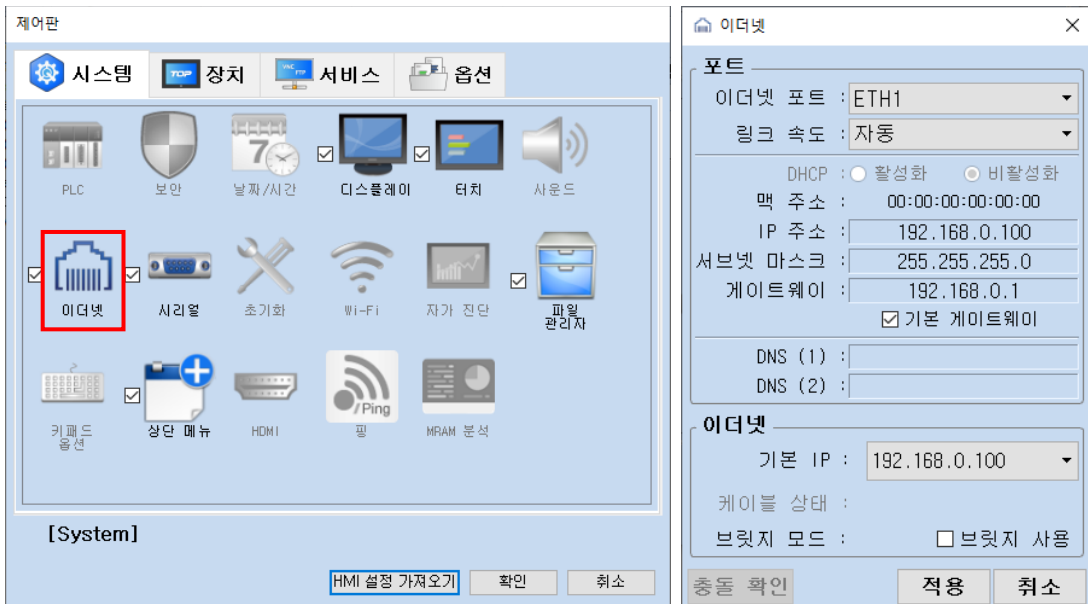 제어판
시스템
TOP
장치
VNC FTP
서비스
옵션
7
PLC
보안
날짜/시간
디스플레이
터치
사운드
이더넷
시리얼
초기화
Wi-Fi
자가 진단
파일
관리자
/Ping
키패드
옵션
상단 메뉴
HDMI
핑
MRAM 분석
[System]
HMI 설정 가져오기
확인
취소
이더넷
포트
이더넷 포트 : ETH1
링크 속도 : 자동
DHCP : 활성화 비활성화
맥 주소 : 00:00:00:00:00:00
IP 주소 : 192.168.0.100
서브넷 마스크 : 255.255.255.0
게이트웨이 : 192.168.0.1
기본 게이트웨이
DNS (1) :
DNS (2) :
이더넷
기본 IP : 192.168.0.100
케이블 상태 :
브릿지 모드 : 브릿지 사용
충돌 확인
적용
취소